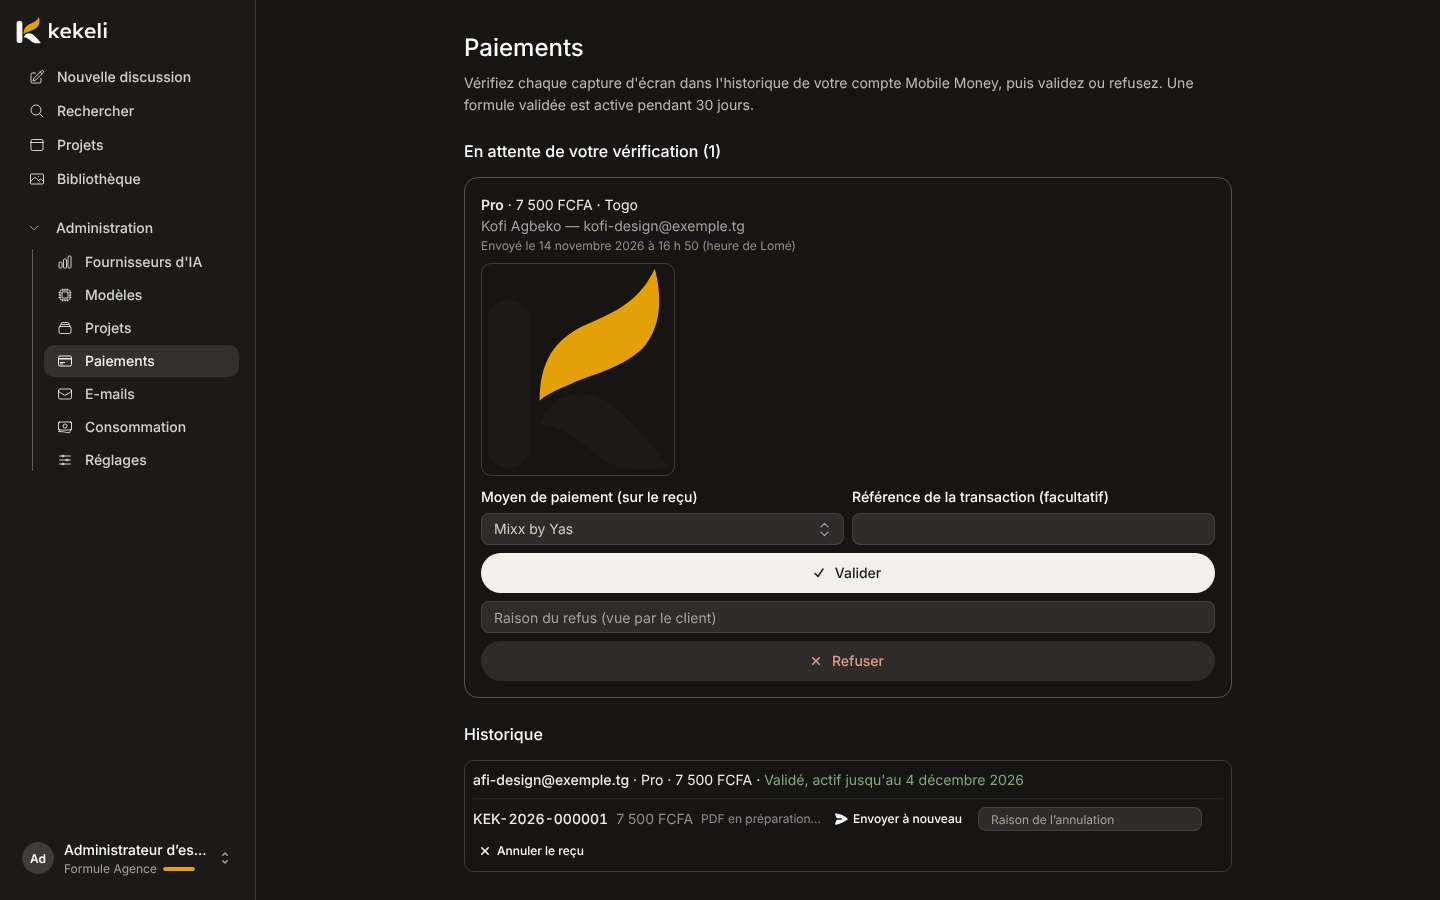 kekeli
Nouvelle discussion
Rechercher
Projets
Bibliothèque
Administration
Fournisseurs d'IA
Modèles
Projets
Paiements
E-mails
Consommation
Réglages
Ad
Administrateur d'es...
Formule Agence
Paiements
Vérifiez chaque capture d'écran dans l'historique de votre compte Mobile Money, puis validez ou refusez. Une
formule validée est active pendant 30 jours.
En attente de votre vérification (1)
Pro · 7 500 FCFA · Togo
Kofi Agbeko — kofi-design@exemple.tg
Envoyé le 14 novembre 2026 à 16 h 50 (heure de Lomé)
Moyen de paiement (sur le reçu)
Référence de la transaction (facultatif)
Mixx by Yas
Valider
Raison du refus (vue par le client)
Refuser
Historique
afi-design@exemple.tg · Pro · 7 500 FCFA · Validé, actif jusqu'au 4 décembre 2026
KEK-2026-000001 7 500 FCFA PDF en préparation... Envoyer à nouveau Raison de l'annulation
Annuler le reçu